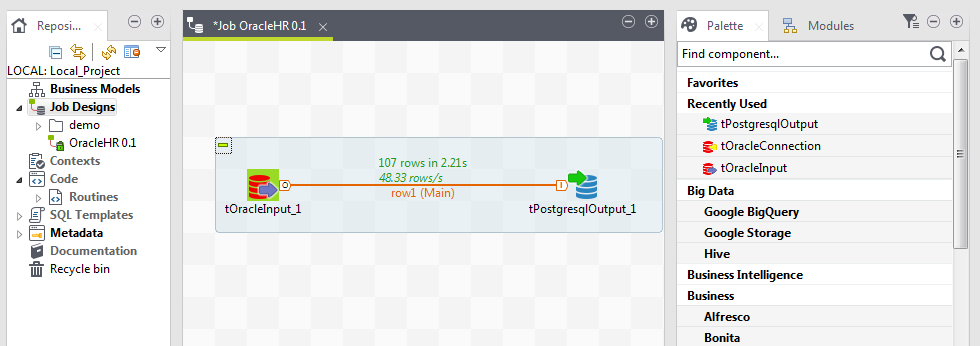 Reposi...
LOCAL: Local_Project
Business Models
Job Designs
demo
OracleHR 0.1
Contexts
Code
Routines
SQL Templates
Metadata
Documentation
Recycle bin
*Job OracleHR 0.1
107 rows in 2.21s
48.33 rows/s
row1 (Main)
O
I
tOracleInput_1
tPostgresqlOutput_1
Palette
Modules
Find component...
Favorites
Recently Used
tPostgresqlOutput
tOracleConnection
tOracleInput
Big Data
Google BigQuery
Google Storage
Hive
Business Intelligence
Business
Alfresco
Bonita